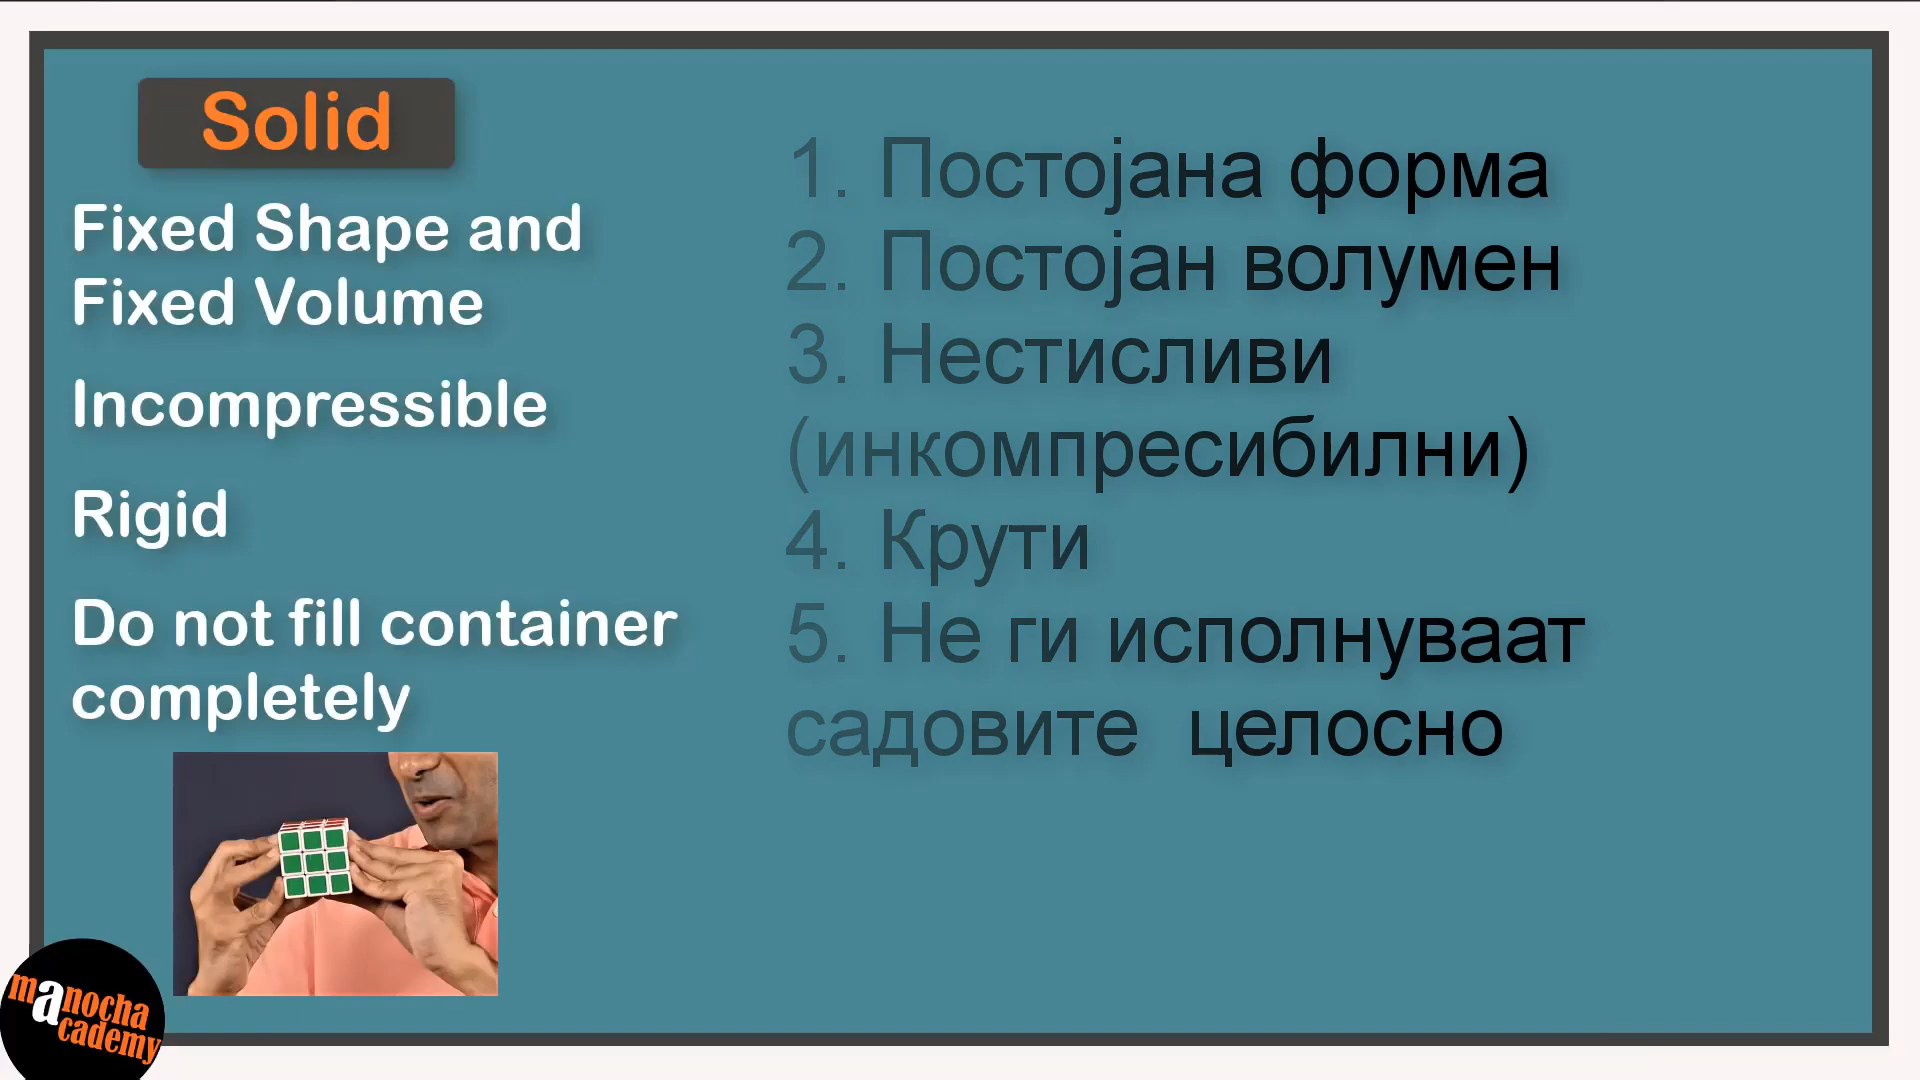 Solid
Fixed Shape and
Fixed Volume
Incompressible
Rigid
Do not fill container
completely
1. Постојана форма
2. Постојан волумен
3. Нестисливи
(инкомпресибилни)
4. Крути
5. Не ги исполнуваат
садовите  целосно
manocha
academy